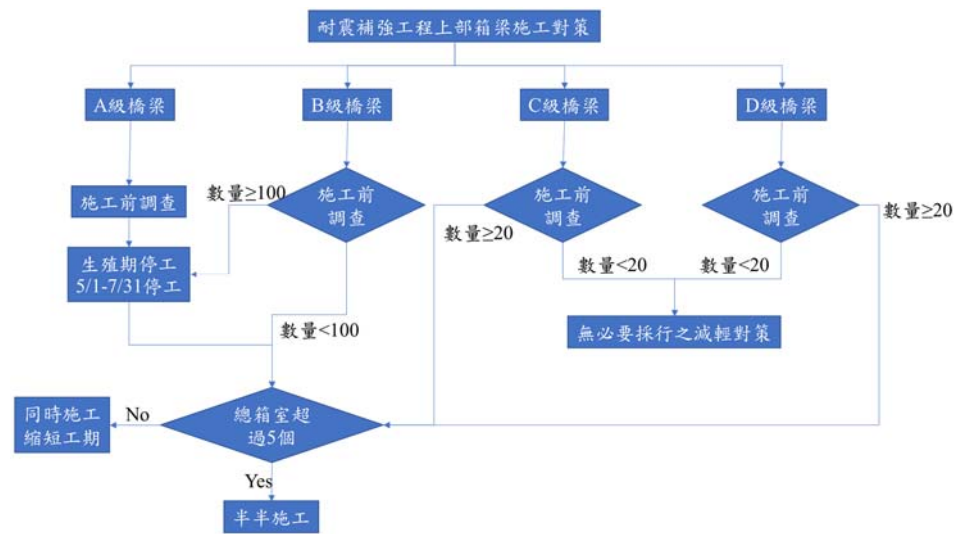 耐震補強工程上部箱梁施工對策
A級橋梁
B級橋梁
C級橋梁
D級橋梁
施工前調查
數量≥100
施工前
調查
施工前
調查
施工前
調查
數量≥20
數量≥20
生殖期停工
5/1-7/31停工
數量<20
數量<20
數量<100
無必要採行之減輕對策
同時施工
縮短工期
No
總箱室超
過5個
Yes
半半施工